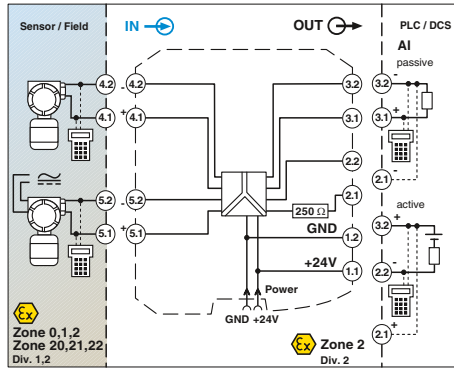 Sensor / Field
IN
OUT
PLC / DCS
AI
passive
4.2
-
4.2
3.2
3.2
-
4.1
+
4.1
3.1
3.1
+
2.2
2.1
-
5.2
-
5.2
250 Ω
2.1
active
5.1
+
5.1
GND
1.2
3.2
+
+24V
1.1
2.2
-
Power
GND +24V
2.1
+
Ex
Zone 0,1,2
Zone 20,21,22
Div. 1,2
Ex
Zone 2
Div. 2